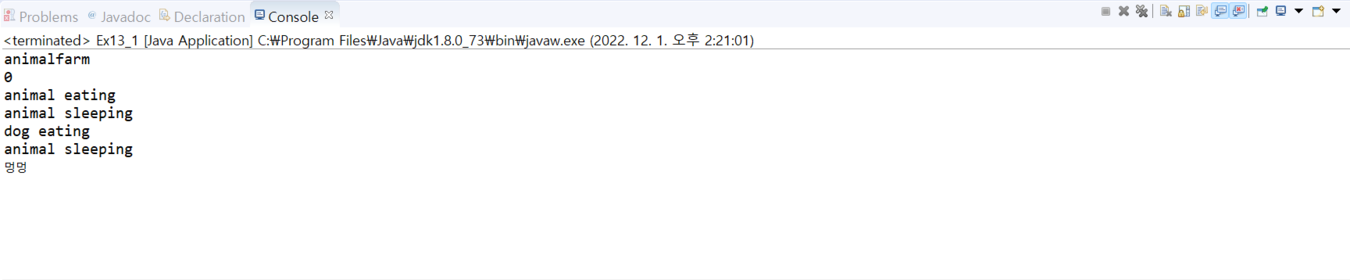 Problems @ Javadoc Declaration Console
<terminated> Ex13_1 [Java Application] C:₩Program Files₩Java₩jdk1.8.0_73₩bin₩javaw.exe (2022. 12. 1. 오후 2:21:01)
animalfarm
0
animal eating
animal sleeping
dog eating
animal sleeping
멍멍